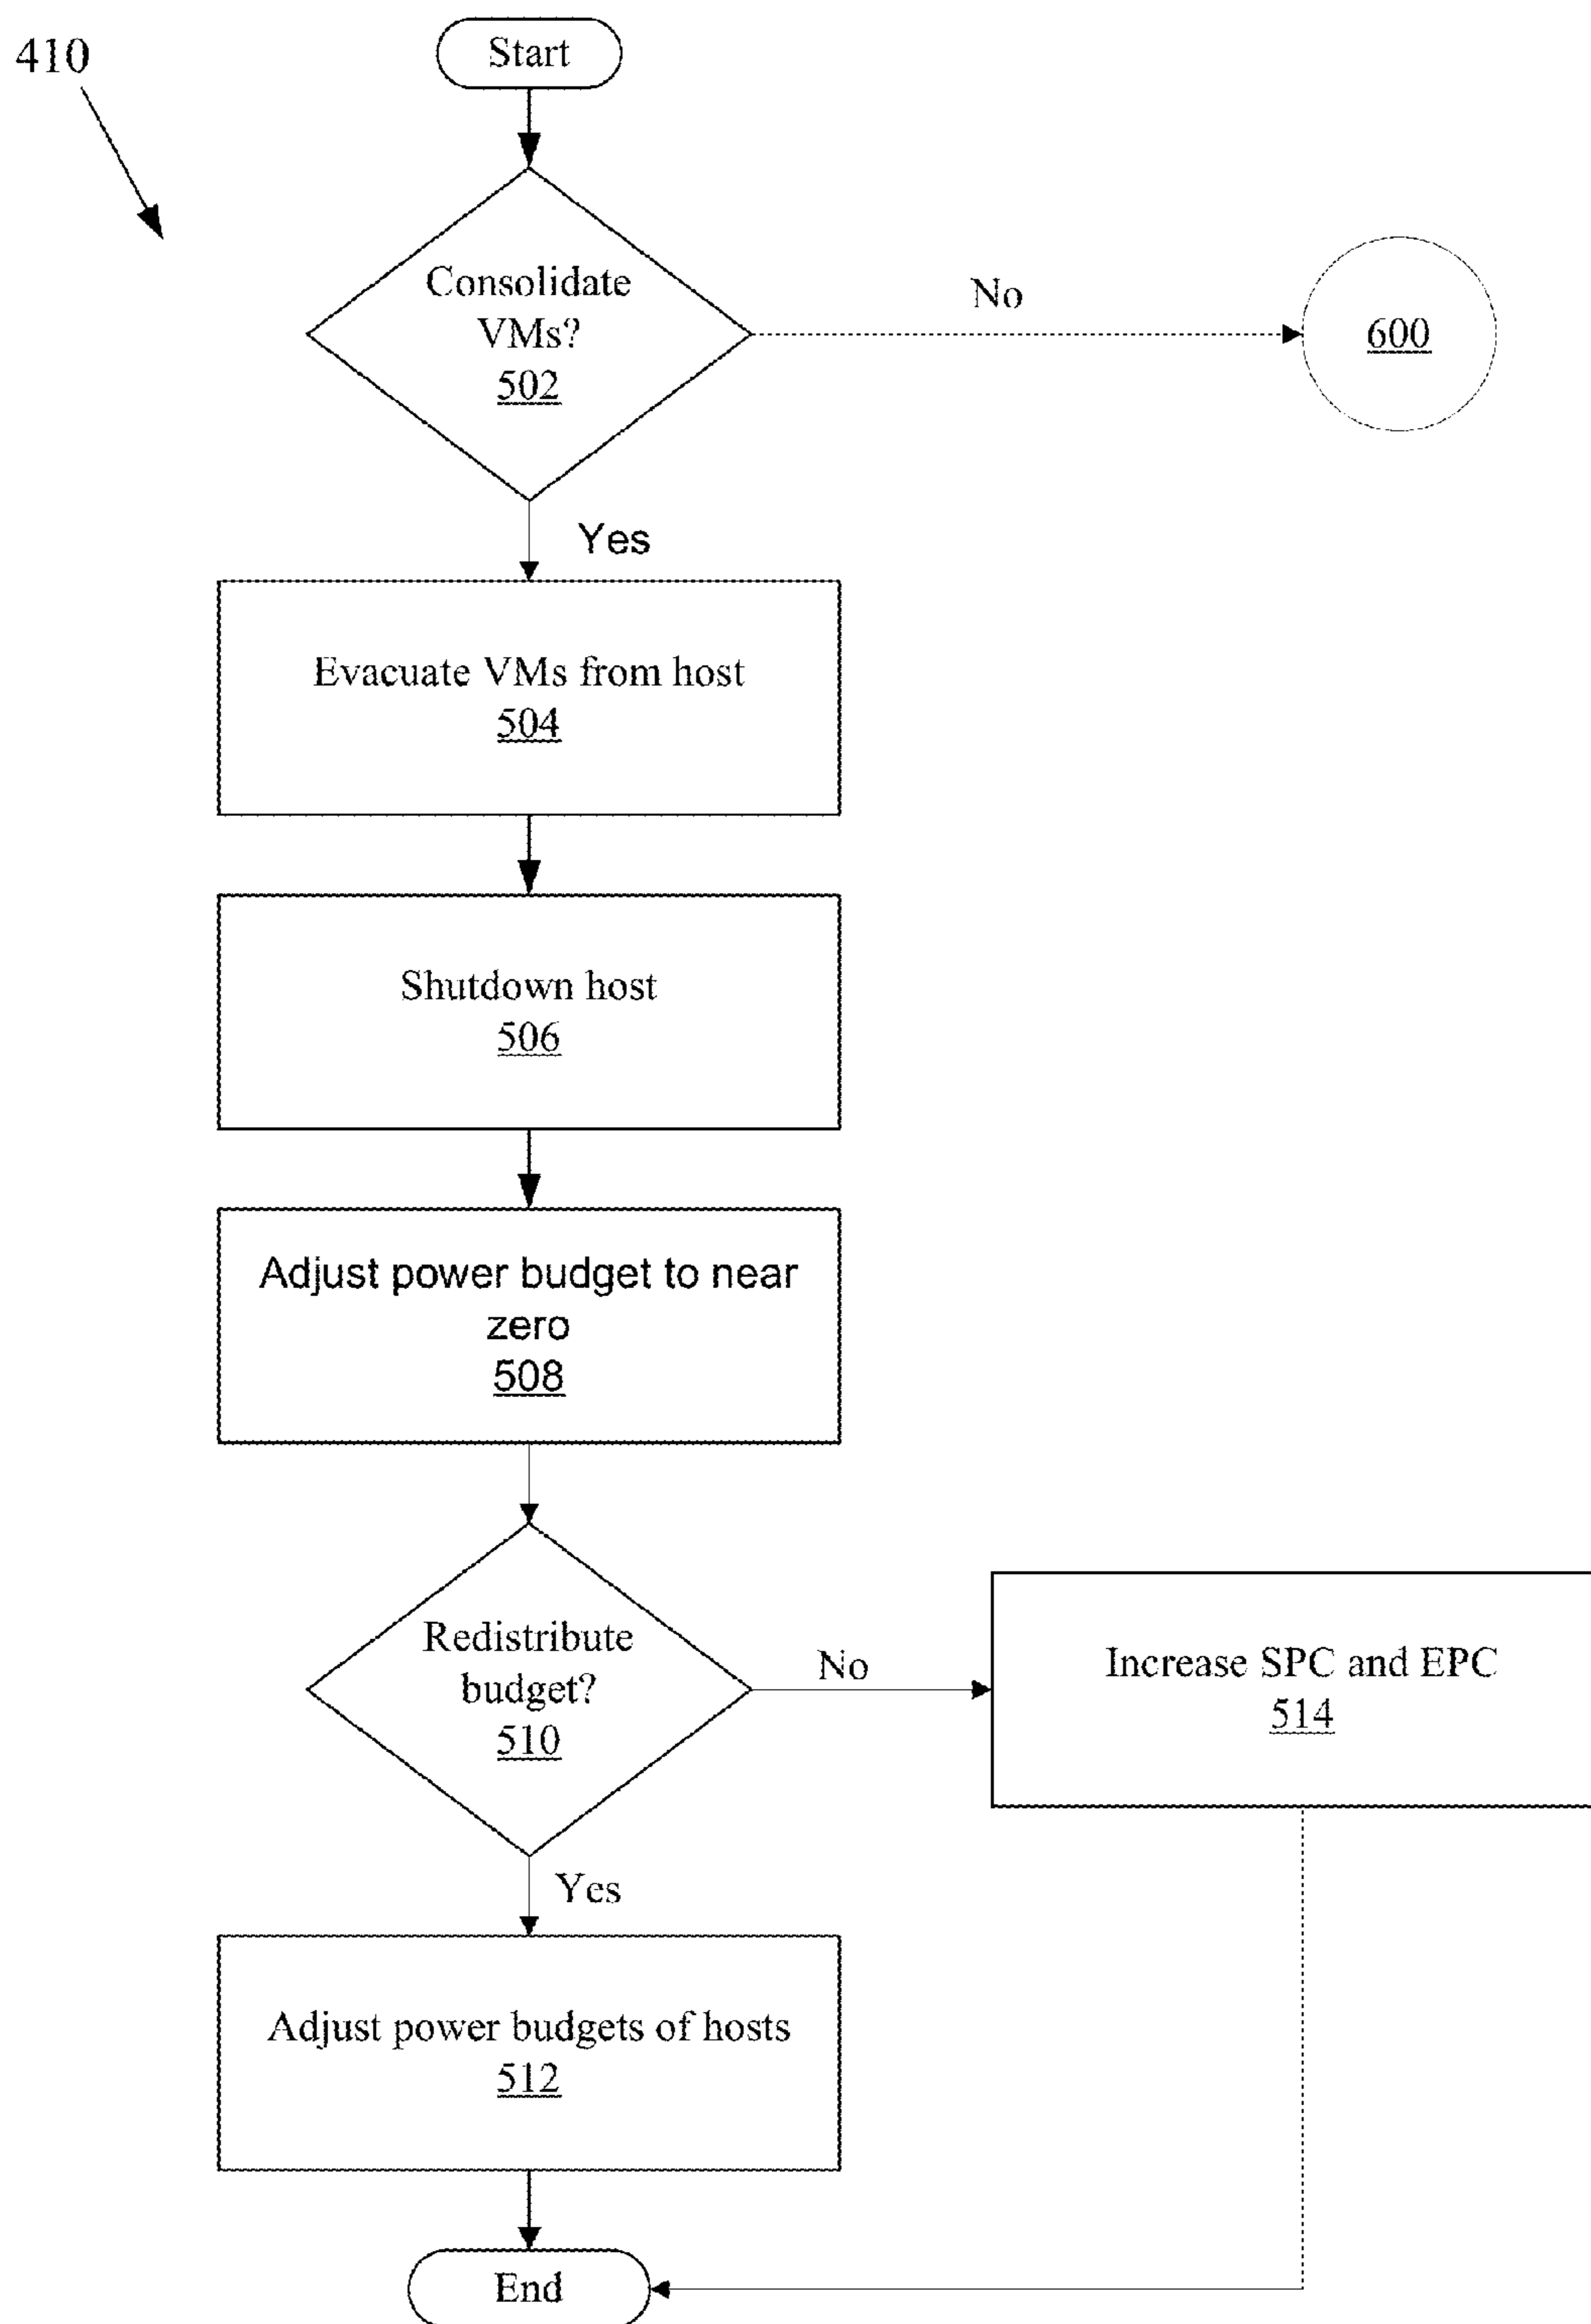 410
Start
Consolidate
VMs?
502
No
600
Yes
Evacuate VMs from host
504
Shutdown host
506
Adjust power budget to near
zero
508
Redistribute
budget?
510
No
Increase SPC and EPC
514
Yes
Adjust power budgets of hosts
512
End